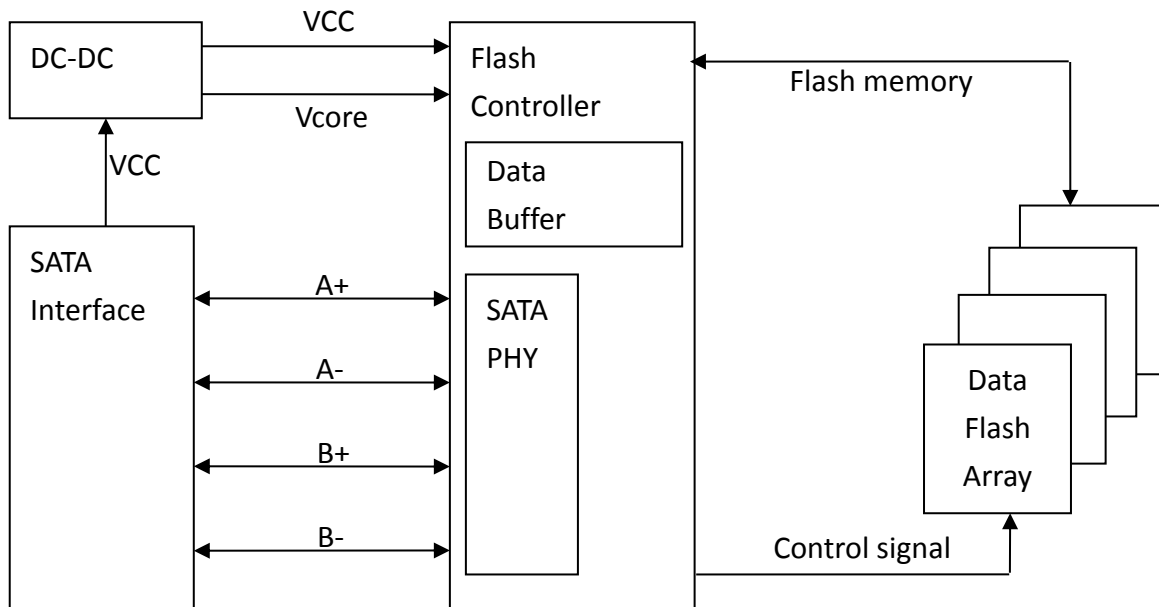 DC-DC
VCC
Vcore
VCC
SATA
Interface
A+
A-
B+
B-
Flash
Controller
Data
Buffer
SATA
PHY
Flash memory
Data
Flash
Array
Control signal